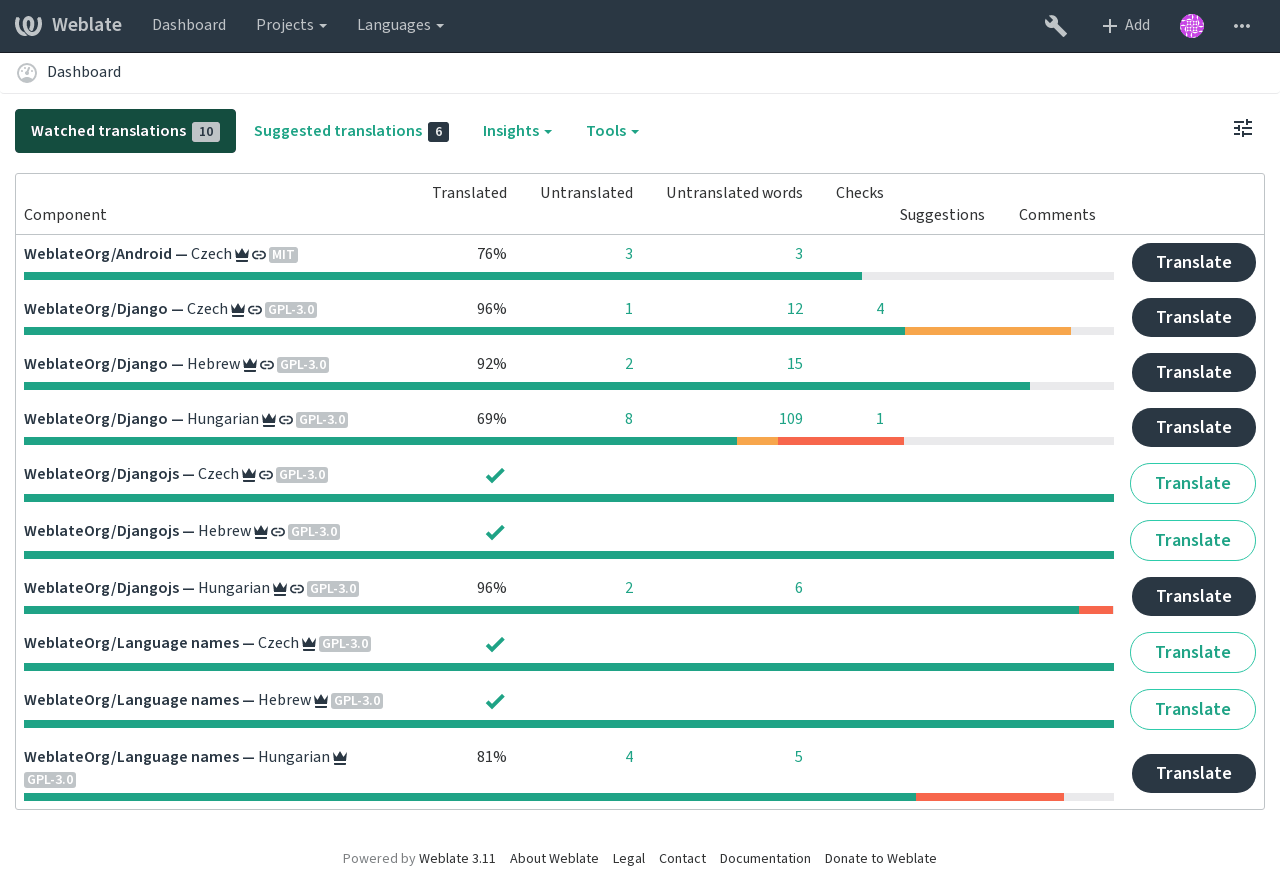 Weblate Dashboard Projects Languages Add
Dashboard
Watched translations 10 Suggested translations 6 Insights Tools
Translated Untranslated Untranslated words Checks
Component Suggestions Comments
WeblateOrg/Android — Czech MIT 76% 3 3 Translate
WeblateOrg/Django — Czech GPL-3.0 96% 1 12 4 Translate
WeblateOrg/Django — Hebrew GPL-3.0 92% 2 15 Translate
WeblateOrg/Django — Hungarian GPL-3.0 69% 8 109 1 Translate
WeblateOrg/Djangojs — Czech GPL-3.0 Translate
WeblateOrg/Djangojs — Hebrew GPL-3.0 Translate
WeblateOrg/Djangojs — Hungarian GPL-3.0 96% 2 6 Translate
WeblateOrg/Language names — Czech GPL-3.0 Translate
WeblateOrg/Language names — Hebrew GPL-3.0 Translate
WeblateOrg/Language names — Hungarian 81% 4 5 Translate
GPL-3.0
Powered by Weblate 3.11 About Weblate Legal Contact Documentation Donate to Weblate